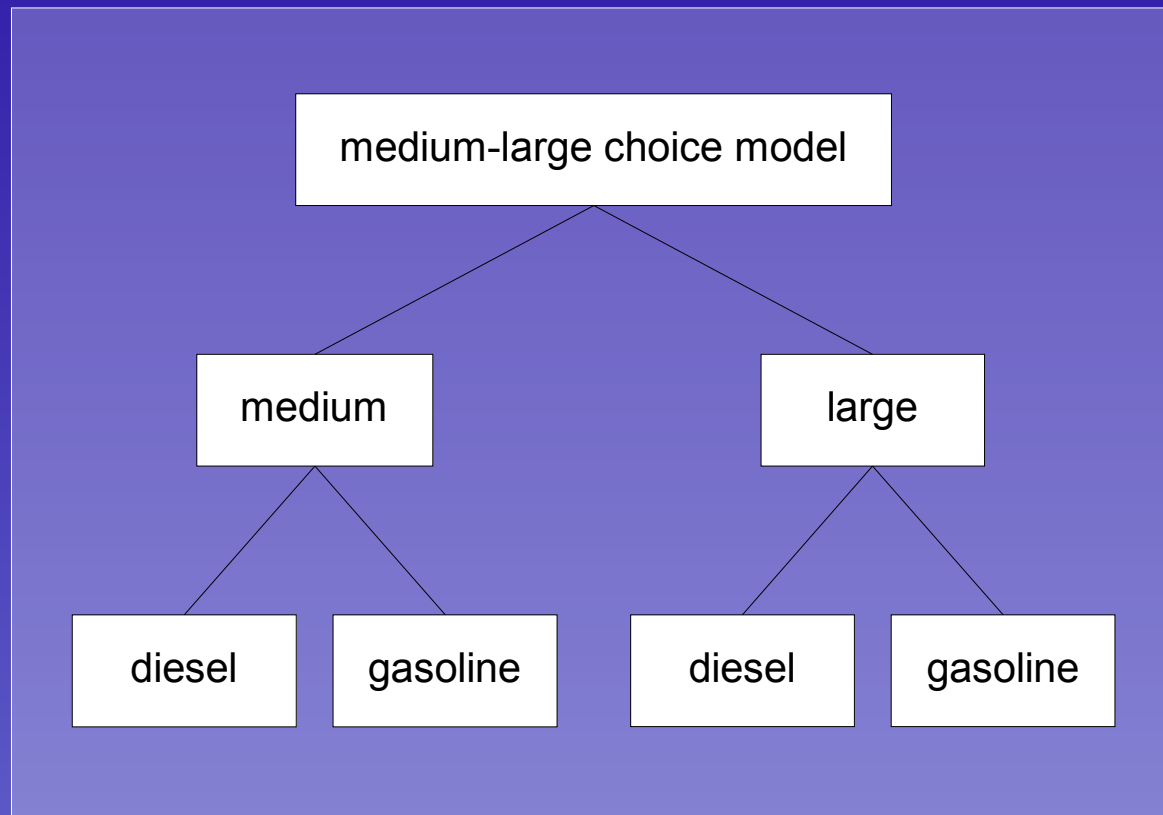 medium-large choice model
medium
large
diesel
gasoline
diesel
gasoline